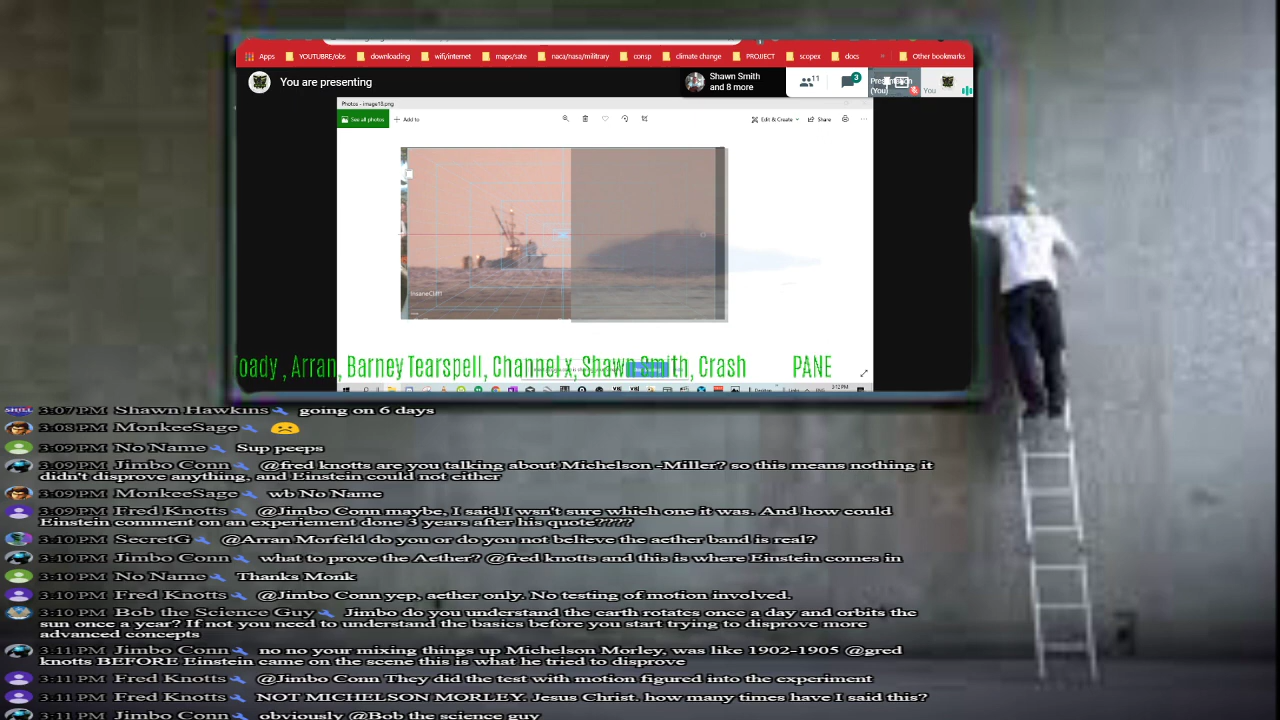 Apps YOUTUBRE/obs downloading wifi/internet maps/sate naca/nasa/military consp climate change PROJECT scopex docs Other bookmarks
You are presenting
Shawn Smith
and 8 more
11
3
(You)
You
Photos - image18.png
See all photos
Add to
Edit & Create
Share
InsaneCliff1
oady , Arran, Barney Tearspell, Channel x, Shawn Smith, Crash PANE
3:12 PM
3:07 PM Shawn Hawkins going on 6 days
3:08 PM MonkeeSage
3:09 PM No Name Sup peeps
3:09 PM Jimbo Conn @fred knotts are you talking about Michelson -Miller? so this means nothing it
didn't disprove anything, and Einstein could not either
3:09 PM MonkeeSage wb No Name
3:09 PM Fred Knotts @Jimbo Conn maybe, I said I wsn't sure which one it was. And how could
Einstein comment on an experiement done 3 years after his quote????
3:10 PM SecretG @Arran Morfeld do you or do you not believe the aether band is real?
3:10 PM Jimbo Conn what to prove the Aether? @fred knotts and this is where Einstein comes in
3:10 PM No Name Thanks Monk
3:10 PM Fred Knotts @Jimbo Conn yep, aether only. No testing of motion involved.
3:10 PM Bob the Science Guy Jimbo do you understand the earth rotates once a day and orbits the
sun once a year? If not you need to understand the basics before you start trying to disprove more
advanced concepts
3:11 PM Jimbo Conn no no your mixing things up Michelson Morley, was like 1902-1905 @gred
knotts BEFORE Einstein came on the scene this is what he tried to disprove
3:11 PM Fred Knotts @Jimbo Conn They did the test with motion figured into the experiment
3:11 PM Fred Knotts NOT MICHELSON MORLEY. Jesus Christ. how many times have I said this?
3:11 PM Jimbo Conn obviously @Bob the science guy